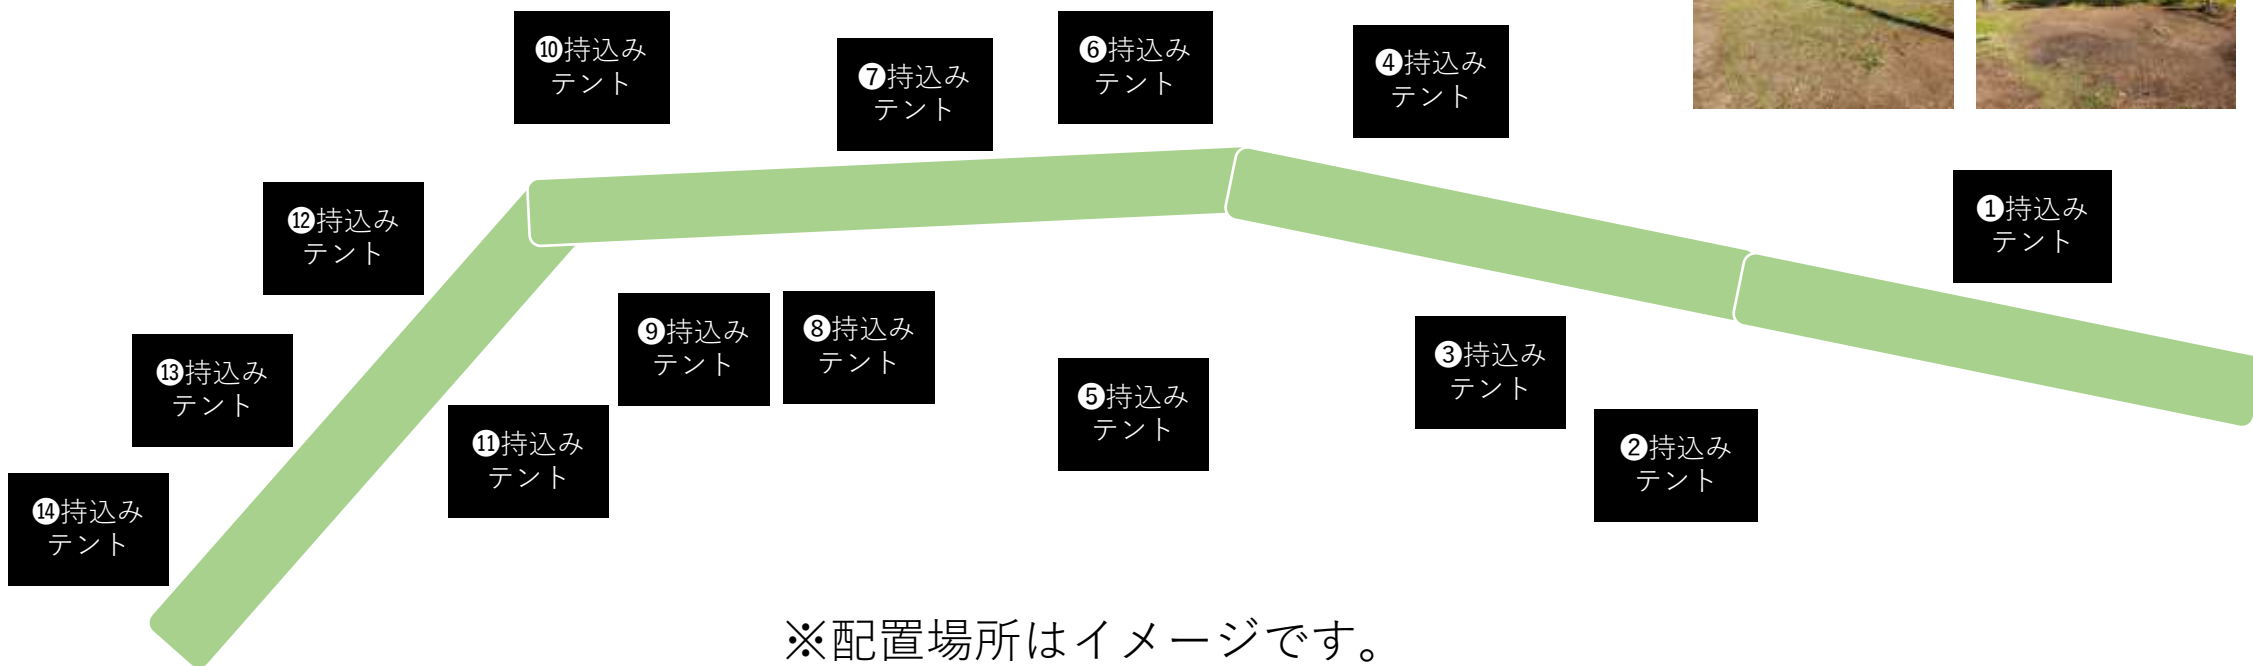 ❿持込み
テント
❼持込み
テント
❻持込み
テント
❹持込み
テント
❶持込み
テント
⓬持込み
テント
❾持込み
テント
❽持込み
テント
❸持込み
テント
⓭持込み
テント
❺持込み
テント
⓫持込み
テント
❷持込み
テント
⓮持込み
テント
※配置場所はイメージです。